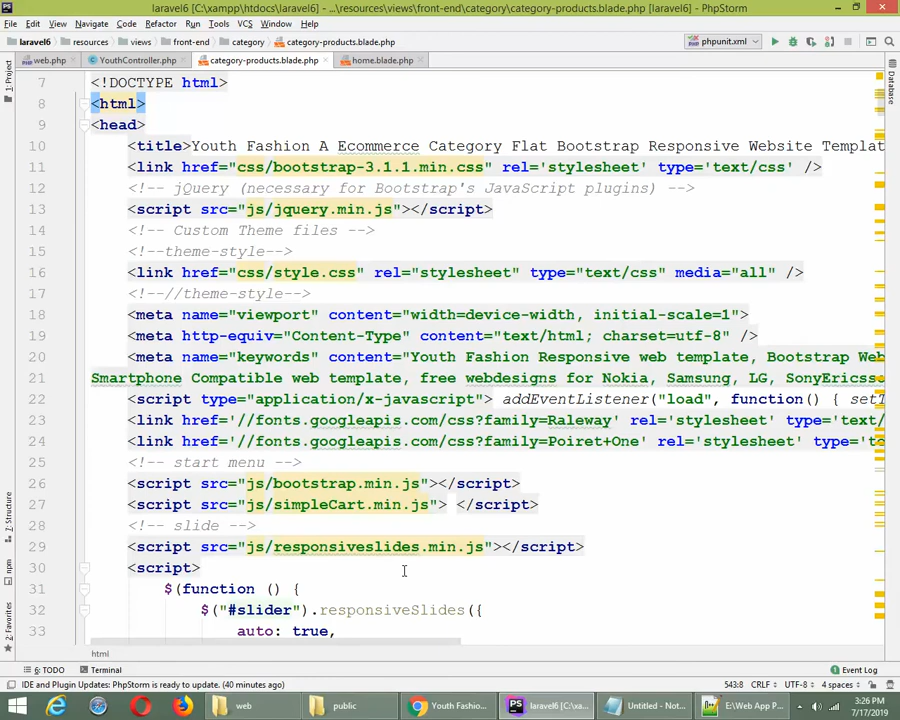 laravel6 [C:\xampp\htdocs\laravel6] - ...\resources\views\front-end\category\category-products.blade.php [laravel6] - PhpStorm
File Edit View Navigate Code Refactor Run Tools VCS Window Help
laravel6 resources views front-end category category-products.blade.php phpunit.xml
web.php YouthController.php category-products.blade.php home.blade.php
1: Project
Database
7 <!DOCTYPE html>
8 <html>
9 <head>
10 <title>Youth Fashion A Ecommerce Category Flat Bootstrap Responsive Website Templat
11 <link href="css/bootstrap-3.1.1.min.css" rel='stylesheet' type='text/css' />
12 <!-- jQuery (necessary for Bootstrap's JavaScript plugins) -->
13 <script src="js/jquery.min.js"></script>
14 <!-- Custom Theme files -->
15 <!--theme-style-->
16 <link href="css/style.css" rel="stylesheet" type="text/css" media="all" />
17 <!--//theme-style-->
18 <meta name="viewport" content="width=device-width, initial-scale=1">
19 <meta http-equiv="Content-Type" content="text/html; charset=utf-8" />
20 <meta name="keywords" content="Youth Fashion Responsive web template, Bootstrap Web
21 Smartphone Compatible web template, free webdesigns for Nokia, Samsung, LG, SonyEricsso
22 <script type="application/x-javascript"> addEventListener("load", function() { setT
23 <link href='//fonts.googleapis.com/css?family=Raleway' rel='stylesheet' type='text/
24 <link href='//fonts.googleapis.com/css?family=Poiret+One' rel='stylesheet' type='te
25 <!-- start menu -->
26 <script src="js/bootstrap.min.js"></script>
27 <script src="js/simpleCart.min.js"> </script>
28 <!-- slide -->
29 <script src="js/responsiveslides.min.js"></script>
30 <script>
31 $(function () {
32 $("#slider").responsiveSlides({
33 auto: true,
7: Structure
npm
2: Favorites
html
6: TODO Terminal Event Log
IDE and Plugin Updates: PhpStorm is ready to update. (40 minutes ago) 543:8 CRLF UTF-8 4 spaces
web public Youth Fashio... laravel6 [C:\xa... Untitled - Not... E:\Web App P...
3:26 PM
7/17/2019